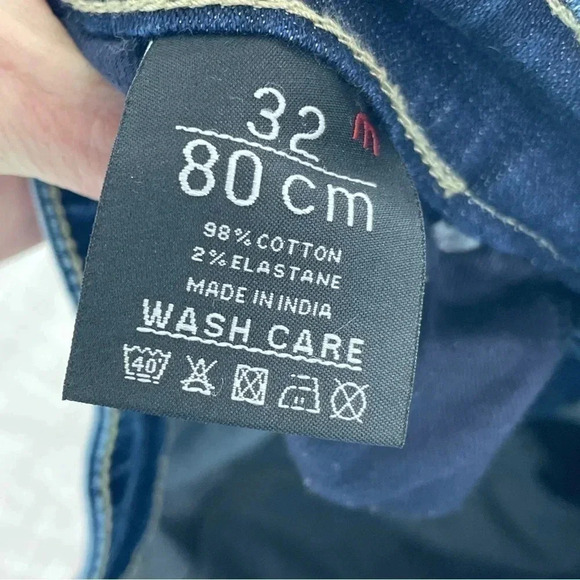 32 m
80 cm
98% COTTON
2% ELASTANE
MADE IN INDIA
WASH CARE
40°